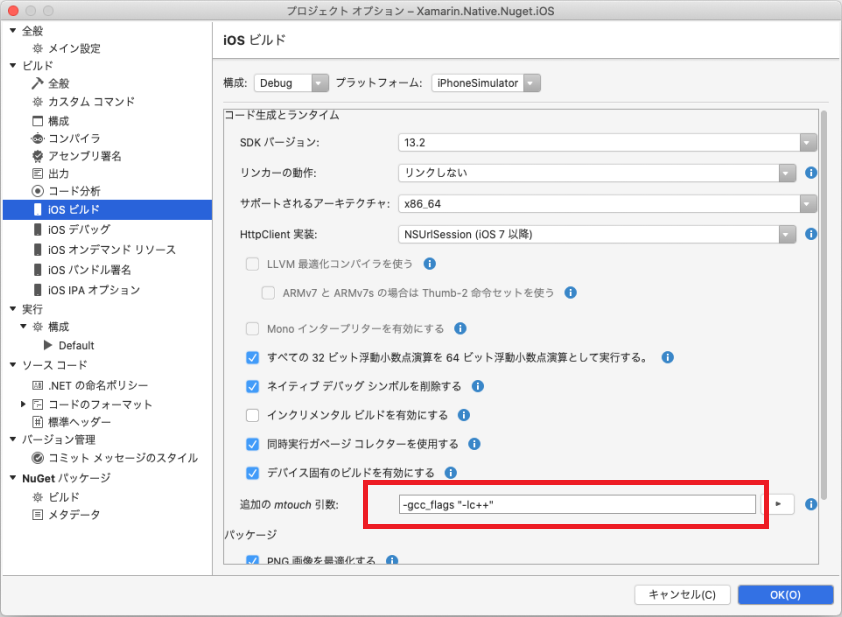 プロジェクト オプション – Xamarin.Native.Nuget.iOS
全般
メイン設定
ビルド
全般
カスタム コマンド
構成
コンパイラ
アセンブリ署名
出力
コード分析
iOS ビルド
iOS デバッグ
iOS オンデマンド リソース
iOS バンドル署名
iOS IPA オプション
実行
構成
Default
ソース コード
.NET の命名ポリシー
コードのフォーマット
標準ヘッダー
バージョン管理
コミット メッセージのスタイル
NuGet パッケージ
ビルド
メタデータ
iOS ビルド
構成: Debug プラットフォーム: iPhoneSimulator
コード生成とランタイム
SDK バージョン: 13.2
リンカーの動作: リンクしない
サポートされるアーキテクチャ: x86_64
HttpClient 実装: NSUrlSession (iOS 7 以降)
LLVM 最適化コンパイラを使う
ARMv7 と ARMv7s の場合は Thumb-2 命令セットを使う
Mono インタープリターを有効にする
すべての 32 ビット浮動小数点演算を 64 ビット浮動小数点演算として実行する。
ネイティブ デバッグ シンボルを削除する
インクリメンタル ビルドを有効にする
同時実行ガベージ コレクターを使用する
デバイス固有のビルドを有効にする
追加の mtouch 引数: -gcc_flags "-lc++"
パッケージ
PNG 画像を最適化する
キャンセル(C) OK(O)